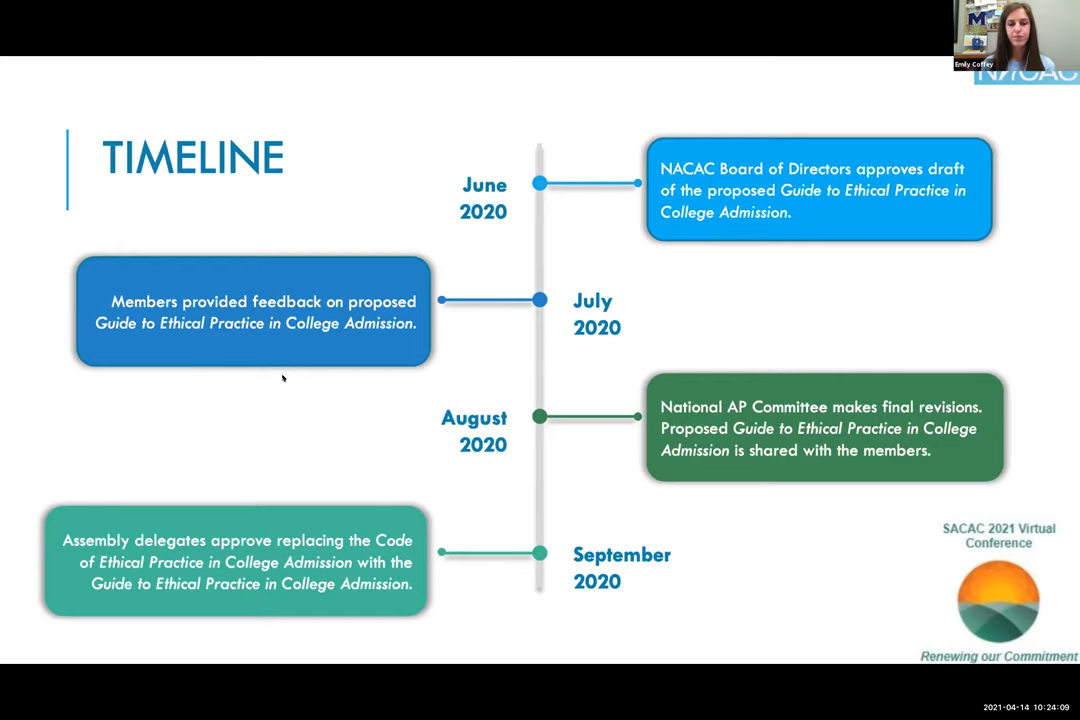 Emily Coffey
NACAC
TIMELINE
June
2020
NACAC Board of Directors approves draft
of the proposed Guide to Ethical Practice in
College Admission.
Members provided feedback on proposed
Guide to Ethical Practice in College Admission.
July
2020
August
2020
National AP Committee makes final revisions.
Proposed Guide to Ethical Practice in College
Admission is shared with the members.
Assembly delegates approve replacing the Code
of Ethical Practice in College Admission with the
Guide to Ethical Practice in College Admission.
September
2020
SACAC 2021 Virtual
Conference
Renewing our Commitment
2021-04-14 10:24:09